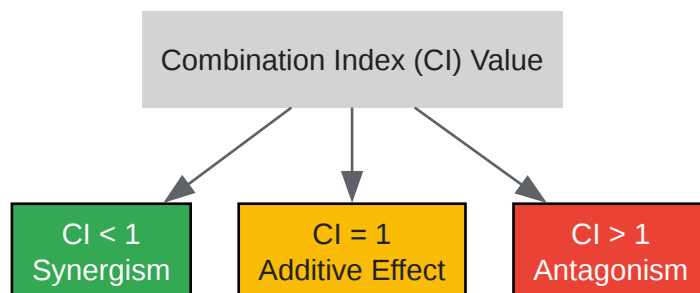 Combination Index (CI) Value
CI < 1
Synergism
CI = 1
Additive Effect
CI > 1
Antagonism